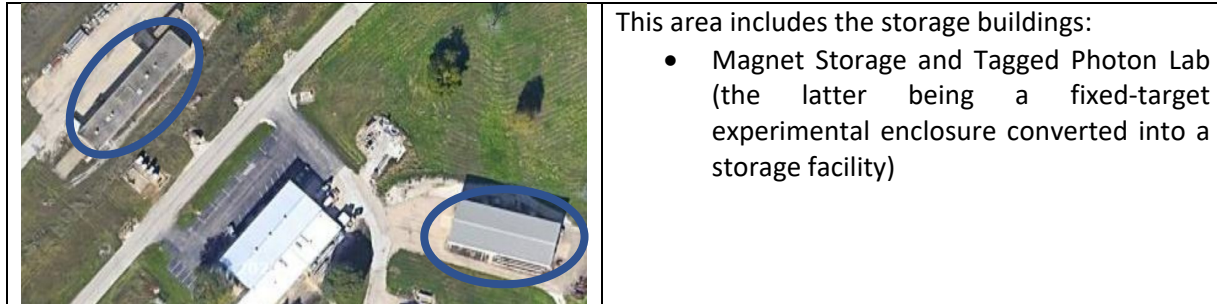 This area includes the storage buildings:
• Magnet Storage and Tagged Photon Lab
(the latter being a fixed-target
experimental enclosure converted into a
storage facility)